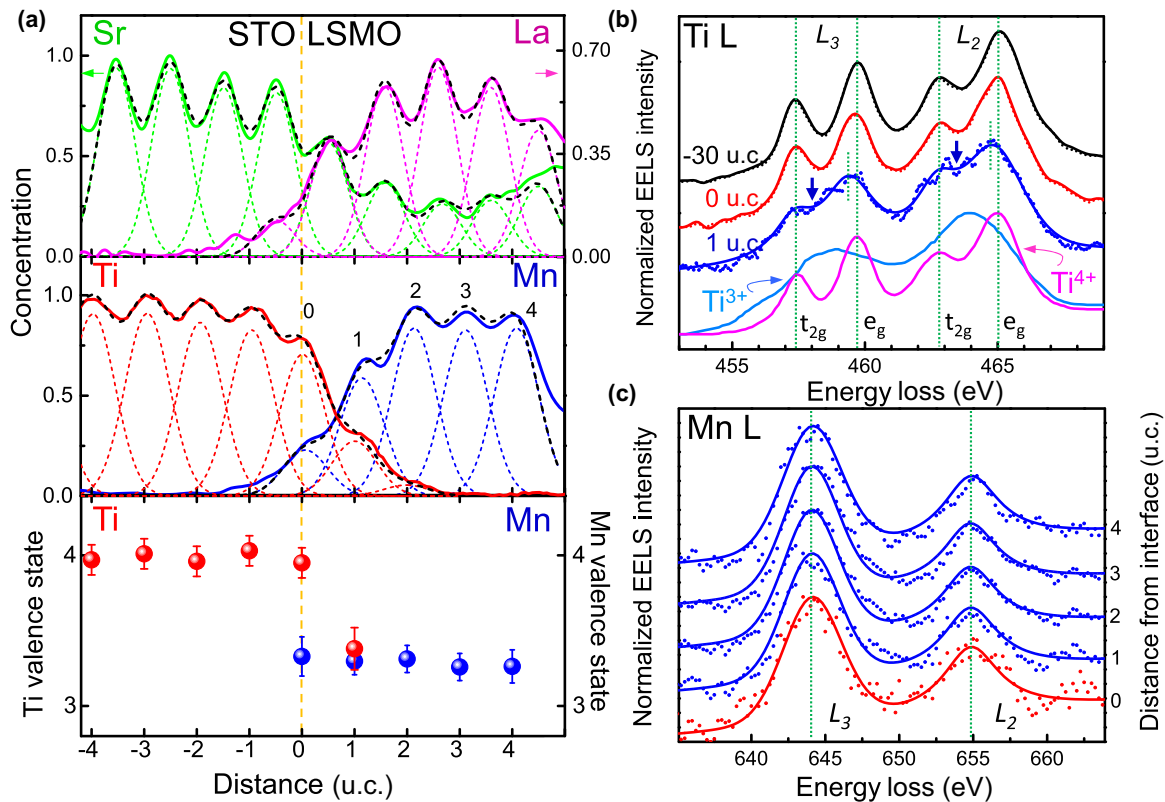 (a)
Sr
STO LSMO
La
1.0
0.5
0.0
0.70
0.35
0.00
Concentration
Ti
Mn
1.0
0.5
0.0
0
1
2
3
4
Ti
Mn
4
3
4
3
Ti valence state
Mn valence state
-4
-3
-2
-1
0
1
2
3
4
Distance (u.c.)
(b)
Ti L
L3
L2
-30 u.c.
0 u.c.
1 u.c.
Ti3+
Ti4+
t2g
eg
t2g
eg
Normalized EELS intensity
455
460
465
Energy loss (eV)
(c)
Mn L
4
3
2
1
0
L3
L2
Normalized EELS intensity
Distance from interface (u.c.)
640
645
650
655
660
Energy loss (eV)